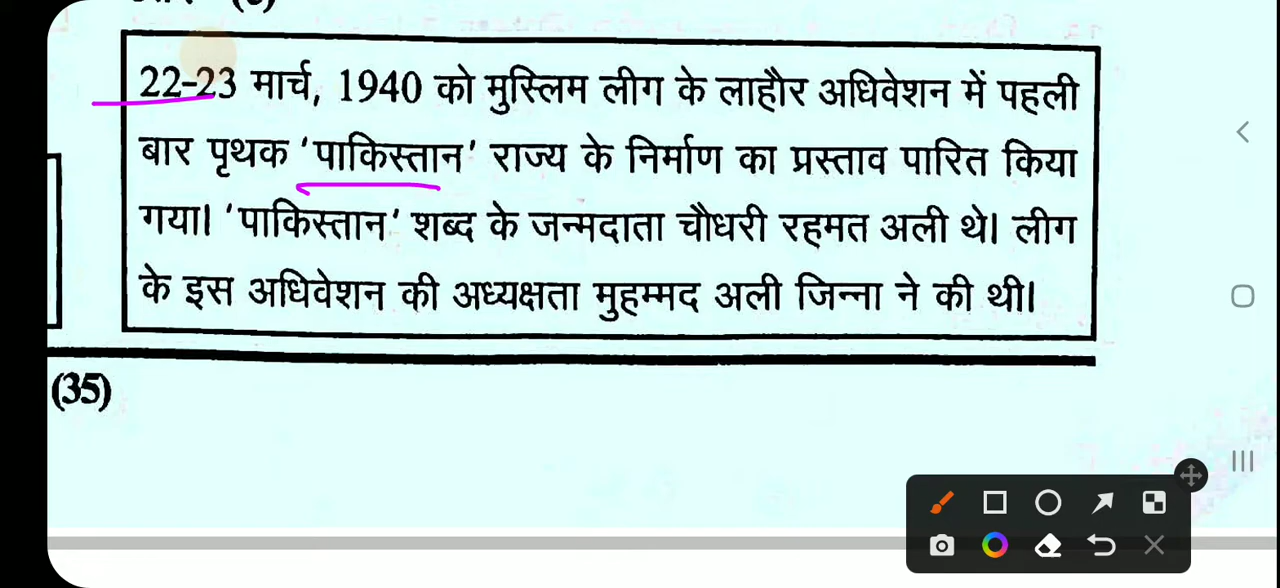 22-23 मार्च, 1940 को मुस्लिम लीग के लाहौर अधिवेशन में पहली
बार पृथक 'पाकिस्तान' राज्य के निर्माण का प्रस्ताव पारित किया
गया। 'पाकिस्तान' शब्द के जन्मदाता चौधरी रहमत अली थे। लीग
के इस अधिवेशन की अध्यक्षता मुहम्मद अली जिन्ना ने की थी।
(35)